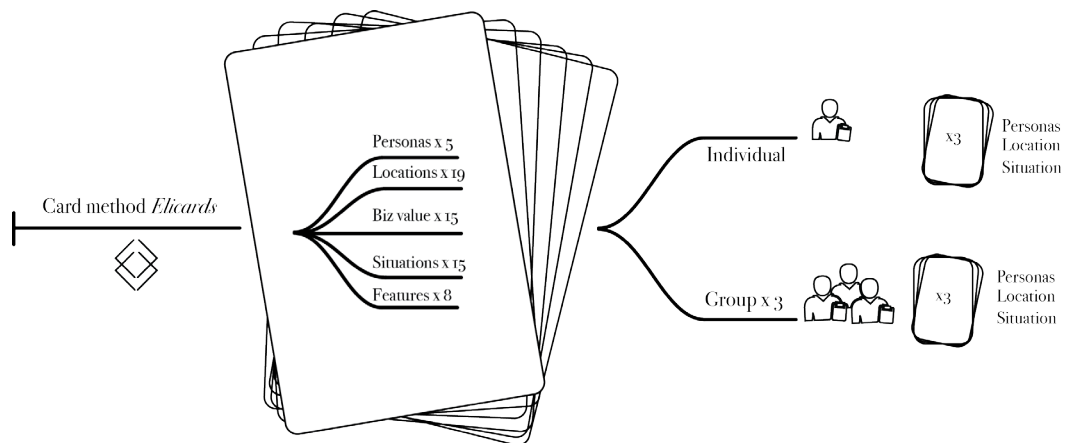 Card method Elicards
Personas x 5
Locations x 19
Biz value x 15
Situations x 15
Features x 8
Individual
x3
Personas
Location
Situation
Group x 3
x3
Personas
Location
Situation